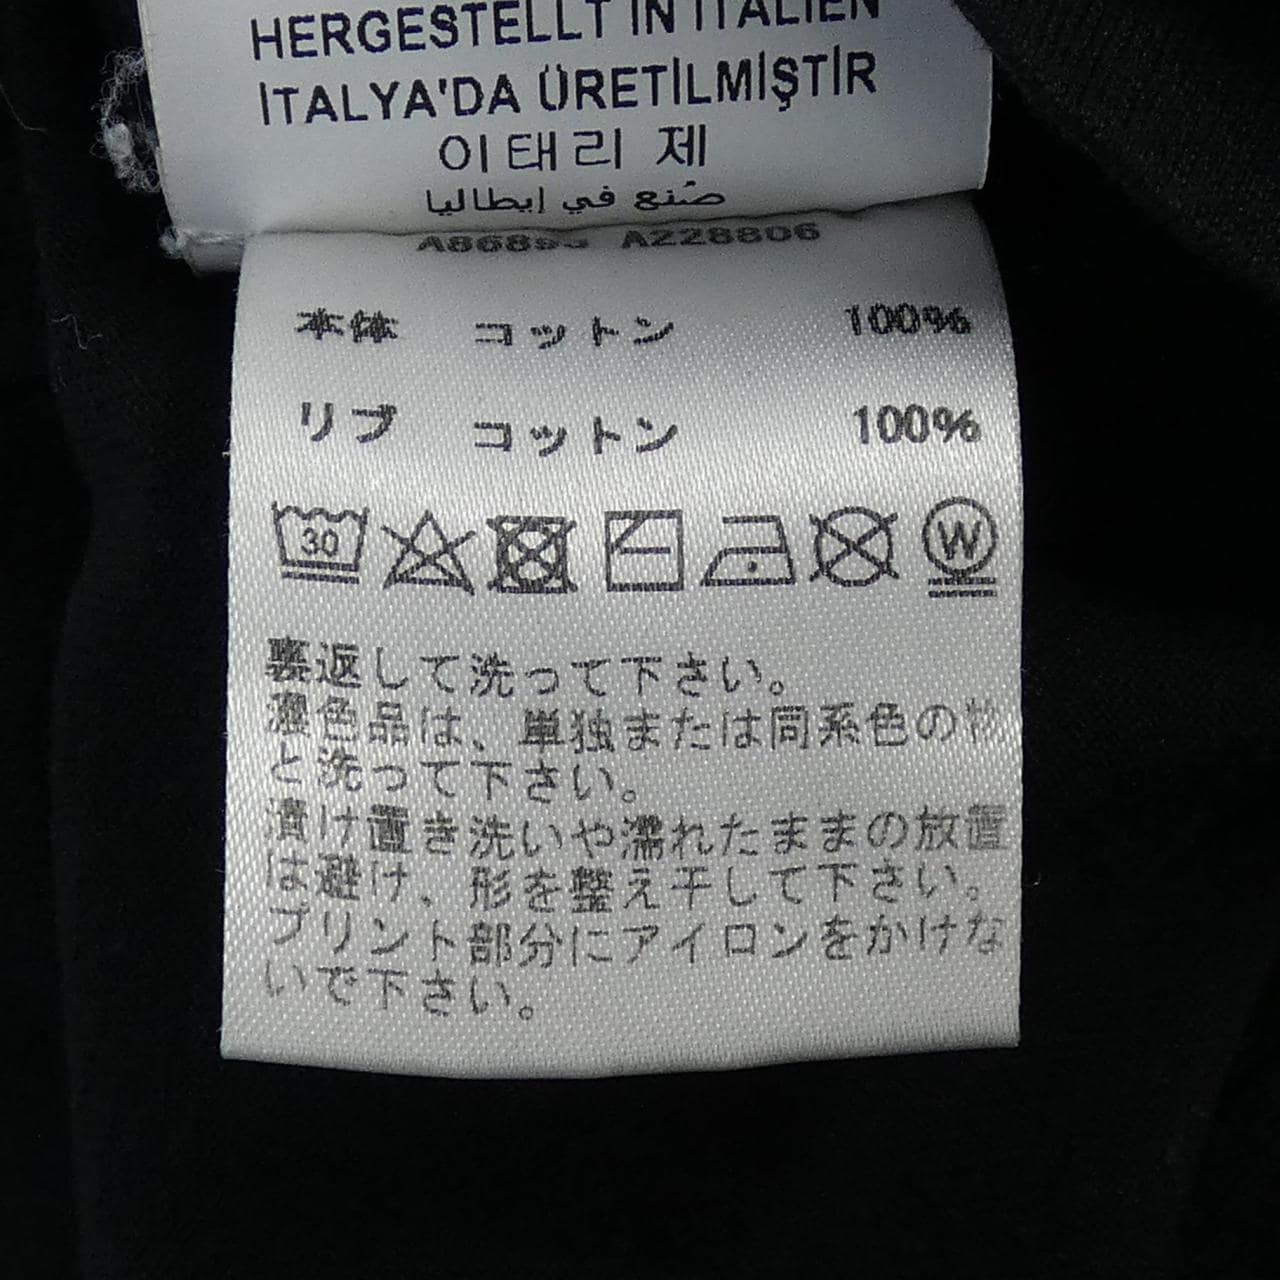 HERGESTELLT IN ITALIEN
İTALYA'DA ÜRETİLMİŞTİR
이태리 제
صُنع في إيطاليا
A228806
本体 コットン 100%
リブ コットン 100%
30 W
裏返して洗って下さい。
濃色品は、単独または同系色の物
と洗って下さい。
漬け置き洗いや濡れたままの放置
は避け、形を整え干して下さい。
プリント部分にアイロンをかけな
いで下さい。